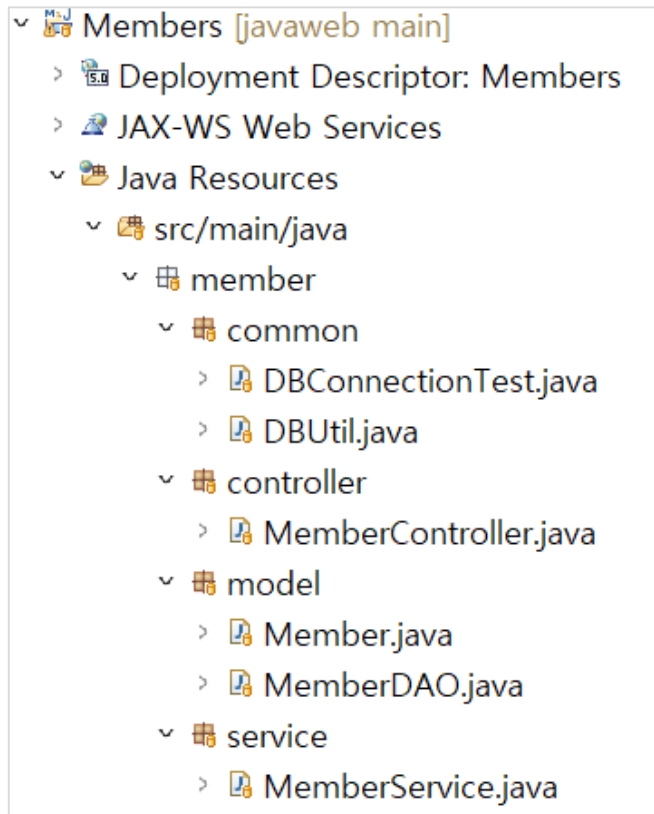 Members [javaweb main]
Deployment Descriptor: Members
JAX-WS Web Services
Java Resources
src/main/java
member
common
DBConnectionTest.java
DBUtil.java
controller
MemberController.java
model
Member.java
MemberDAO.java
service
MemberService.java